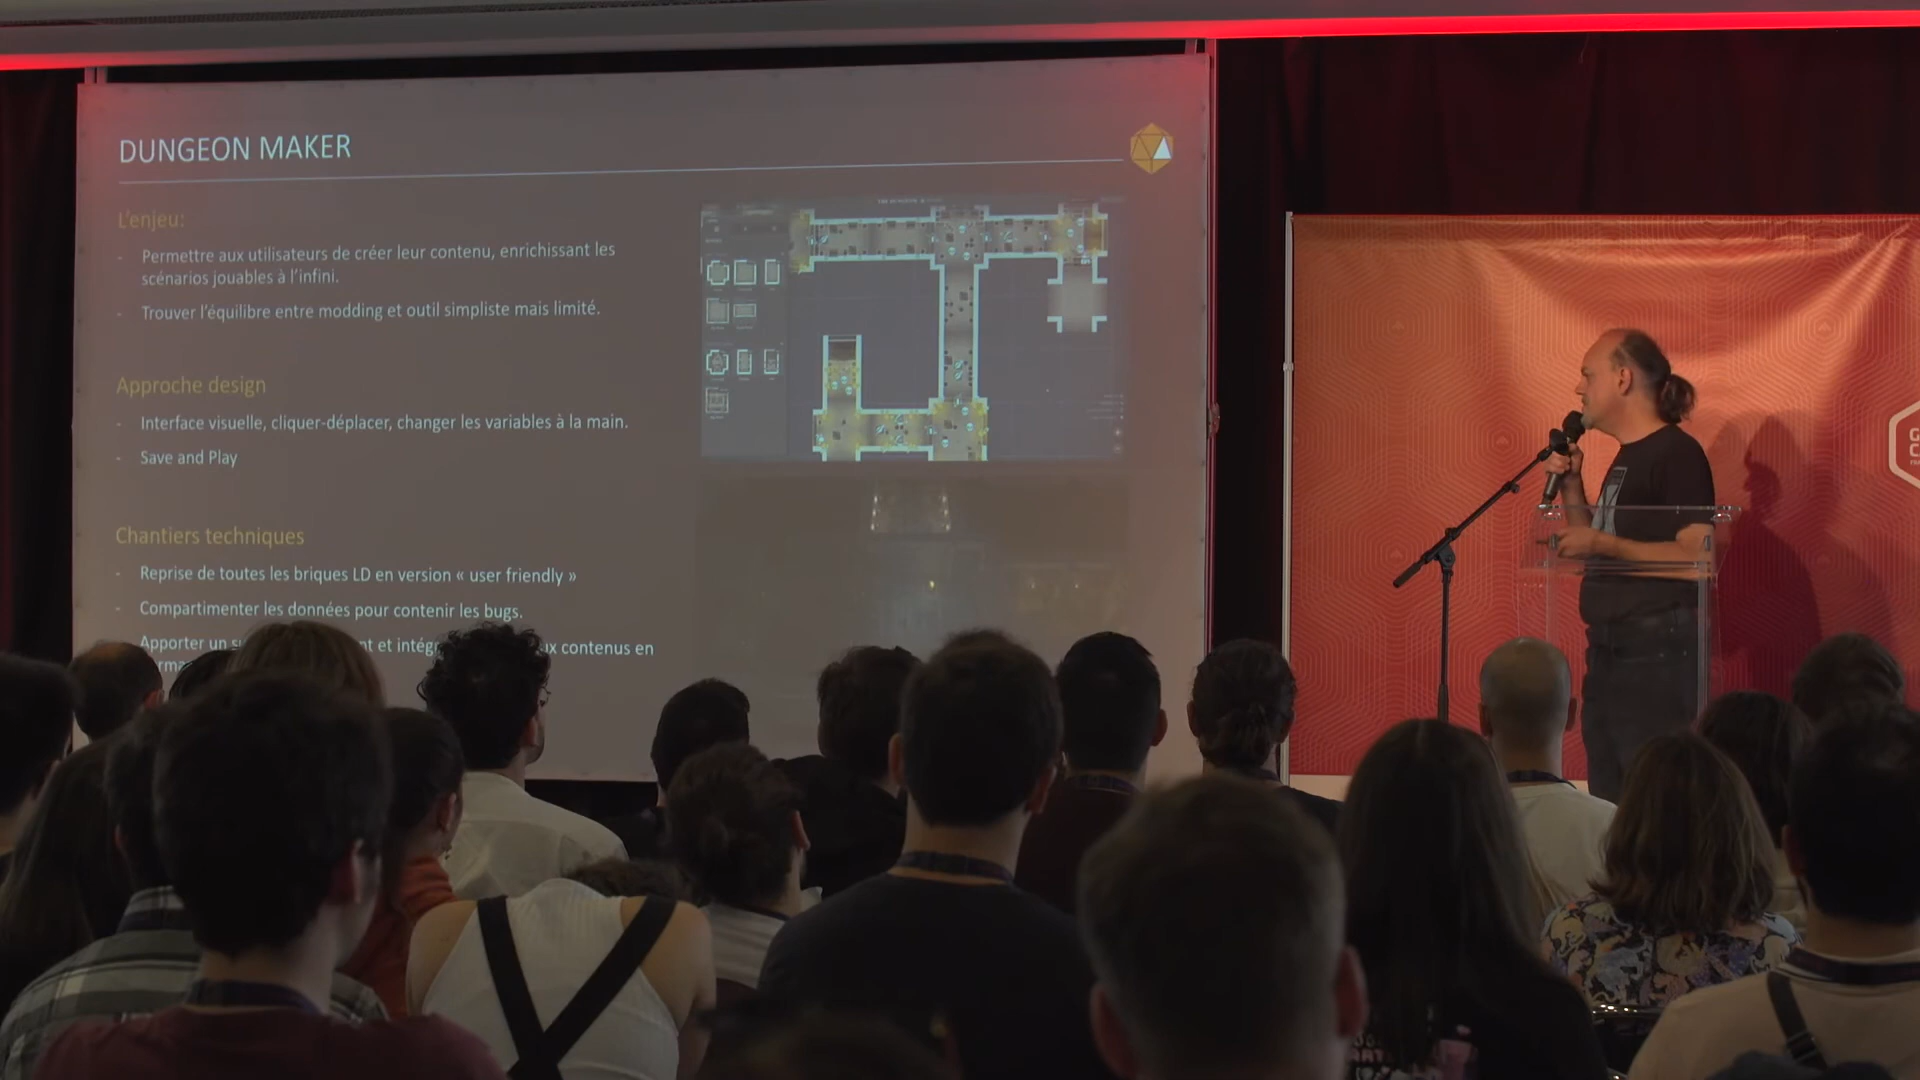 DUNGEON MAKER
L'enjeu:
- Permettre aux utilisateurs de créer leur contenu, enrichissant les
scénarios jouables à l'infini.
- Trouver l'équilibre entre modding et outil simpliste mais limité.
Approche design
- Interface visuelle, cliquer-déplacer, changer les variables à la main.
- Save and Play
Chantiers techniques
- Reprise de toutes les briques LD en version « user friendly »
- Compartimenter les données pour contenir les bugs.
- Apporter un et contenus en